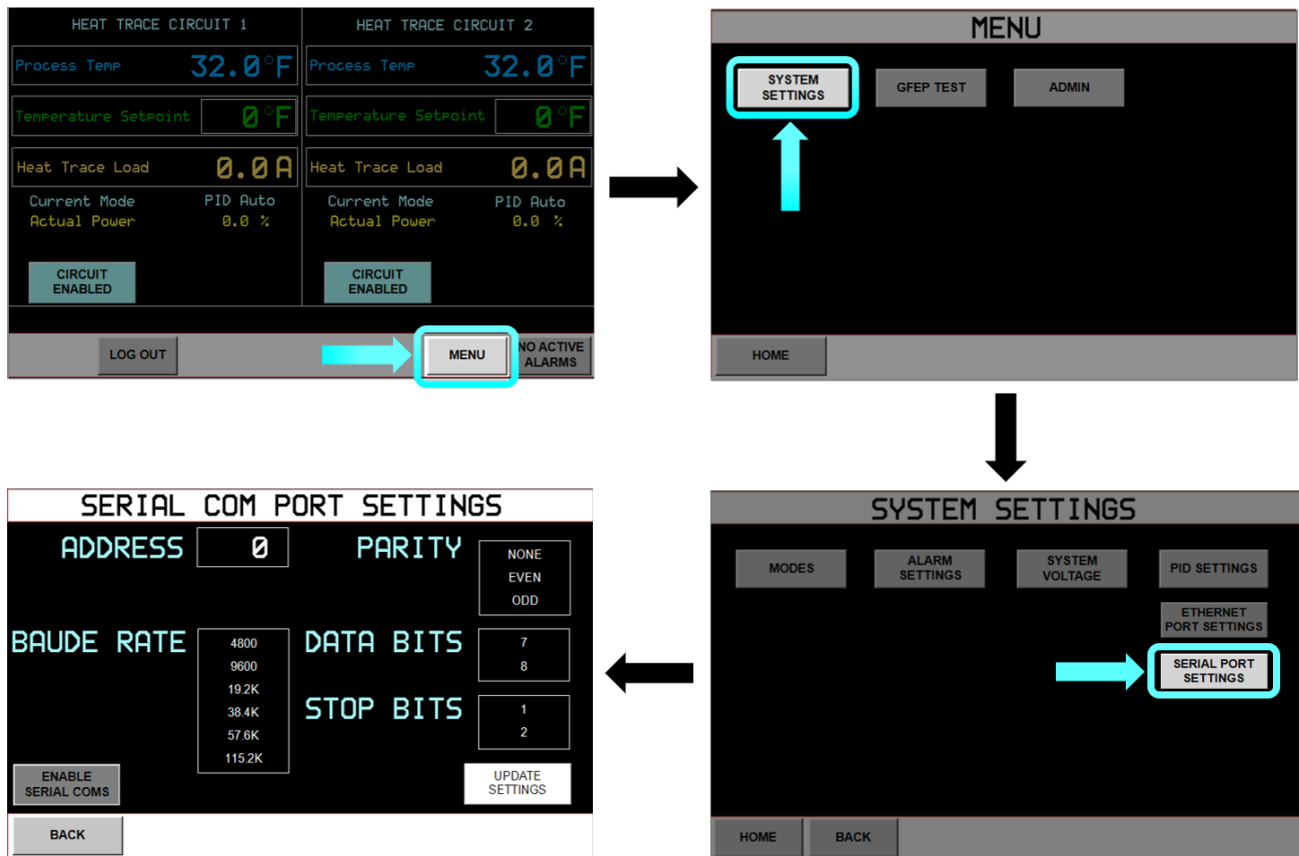 HEAT TRACE CIRCUIT 1
Process Temp 32.0°F
Temperature Setpoint 0°F
Heat Trace Load 0.0 A
Current Mode PID Auto
Actual Power 0.0 %
CIRCUIT
ENABLED
HEAT TRACE CIRCUIT 2
Process Temp 32.0°F
Temperature Setpoint 0°F
Heat Trace Load 0.0 A
Current Mode PID Auto
Actual Power 0.0 %
CIRCUIT
ENABLED
LOG OUT
MENU
NO ACTIVE
ALARMS
MENU
SYSTEM
SETTINGS
GFEP TEST
ADMIN
HOME
SYSTEM SETTINGS
MODES
ALARM
SETTINGS
SYSTEM
VOLTAGE
PID SETTINGS
ETHERNET
PORT SETTINGS
SERIAL PORT
SETTINGS
HOME
BACK
SERIAL COM PORT SETTINGS
ADDRESS 0
PARITY
NONE
EVEN
ODD
BAUDE RATE
4800
9600
19.2K
38.4K
57.6K
115.2K
DATA BITS
7
8
STOP BITS
1
2
ENABLE
SERIAL COMS
UPDATE
SETTINGS
BACK